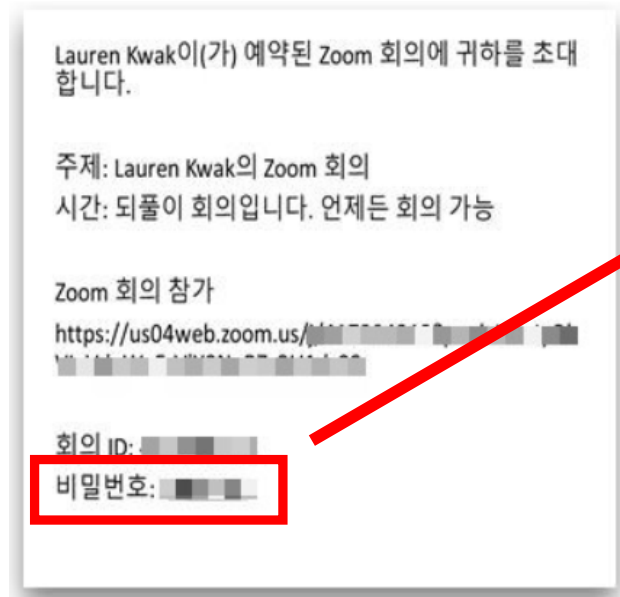 Lauren Kwak이(가) 예약된 Zoom 회의에 귀하를 초대
합니다.
주제: Lauren Kwak의 Zoom 회의
시간: 되풀이 회의입니다. 언제든 회의 가능
Zoom 회의 참가
https://us04web.zoom.us/
회의 ID:
비밀번호: